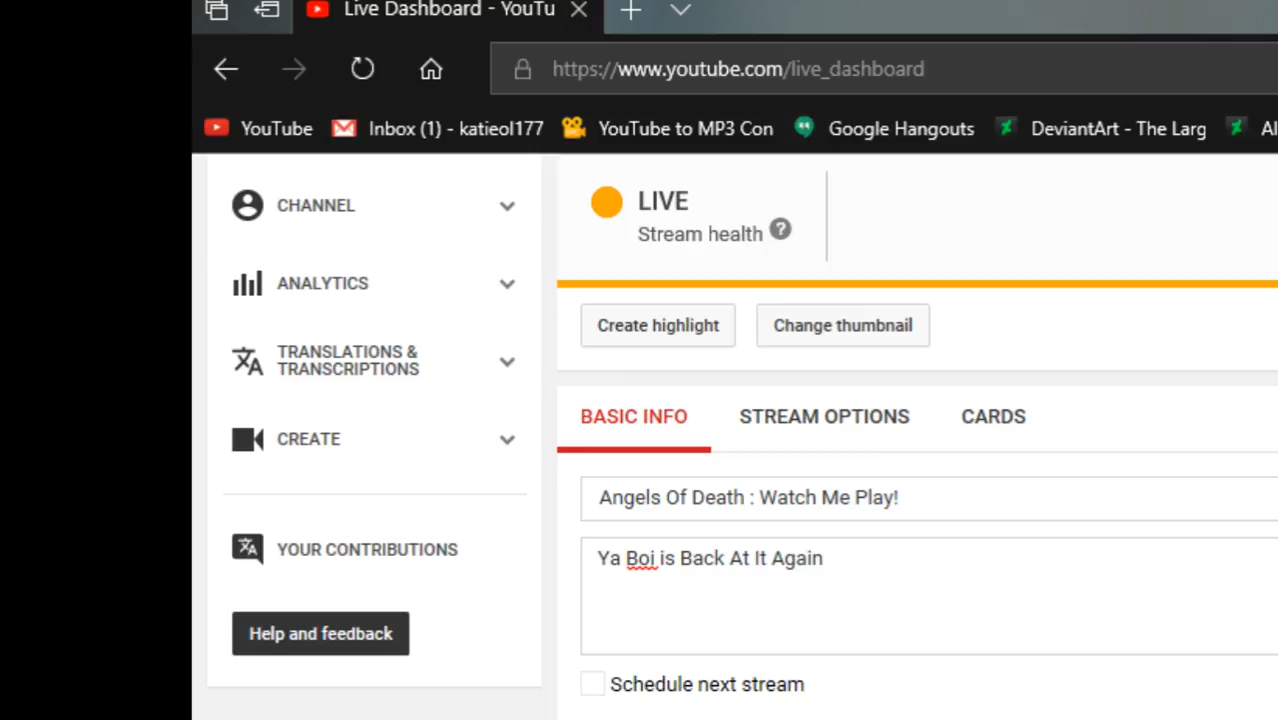 Live Dashboard - YouTu
https://www.youtube.com/live_dashboard
YouTube Inbox (1) - katieol177 YouTube to MP3 Con Google Hangouts DeviantArt - The Larg
CHANNEL
ANALYTICS
TRANSLATIONS &
TRANSCRIPTIONS
CREATE
YOUR CONTRIBUTIONS
Help and feedback
LIVE
Stream health ?
Create highlight Change thumbnail
BASIC INFO STREAM OPTIONS CARDS
Angels Of Death : Watch Me Play!
Ya Boi is Back At It Again
Schedule next stream